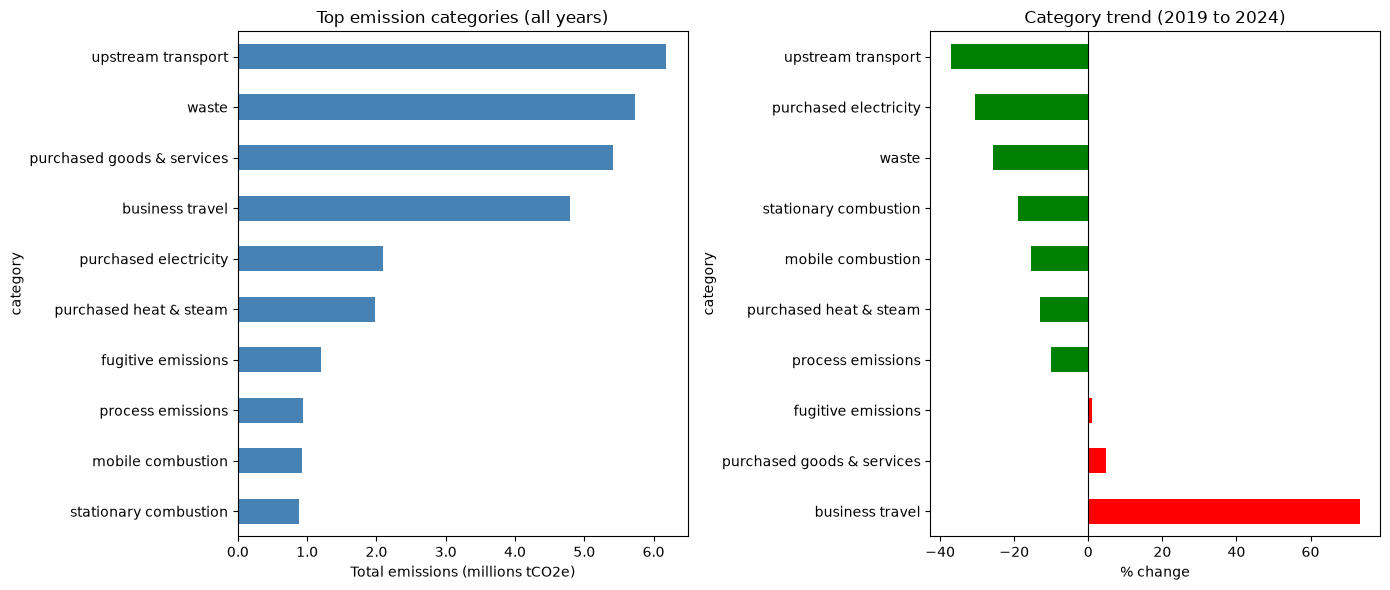 Top emission categories (all years)
category
upstream transport
waste
purchased goods & services
business travel
purchased electricity
purchased heat & steam
fugitive emissions
process emissions
mobile combustion
stationary combustion
0.0 1.0 2.0 3.0 4.0 5.0 6.0
Total emissions (millions tCO2e)
Category trend (2019 to 2024)
category
upstream transport
purchased electricity
waste
stationary combustion
mobile combustion
purchased heat & steam
process emissions
fugitive emissions
purchased goods & services
business travel
−40 −20 0 20 40 60
% change